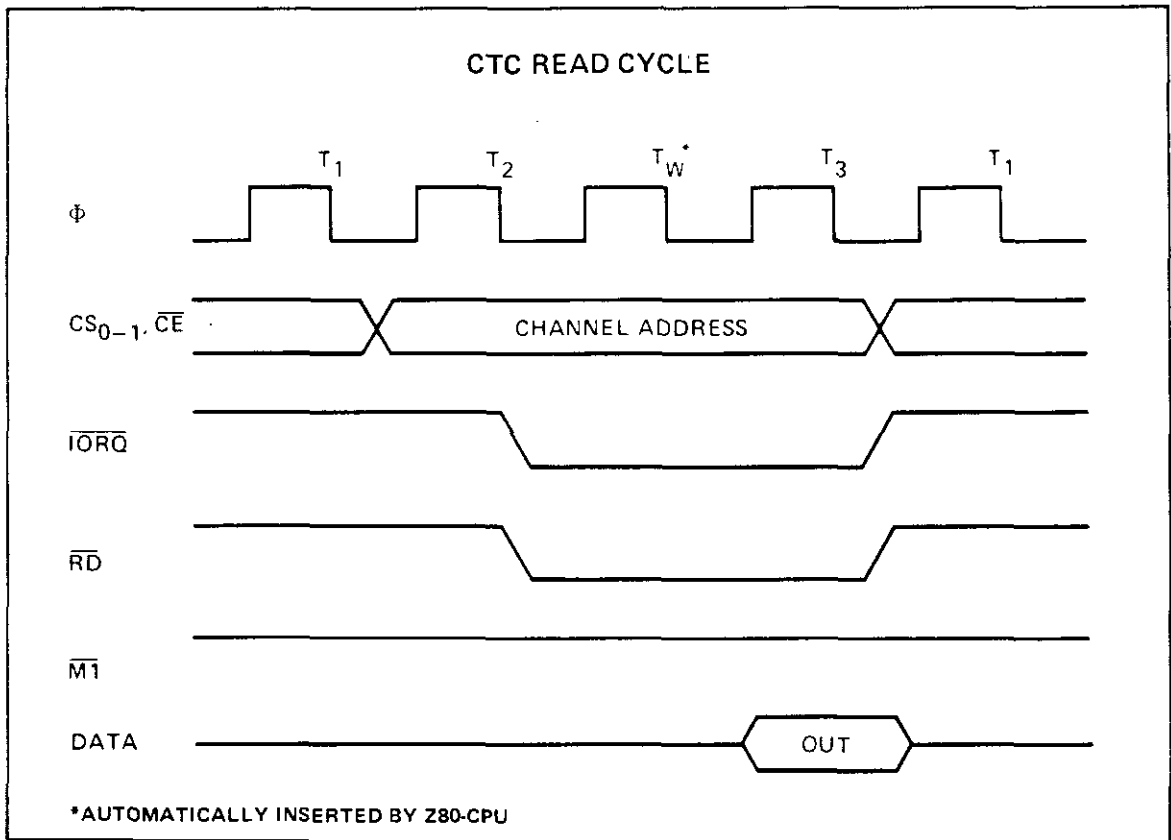 CTC READ CYCLE
T1 T2 TW* T3 T1
Φ
CS0–1, CE CHANNEL ADDRESS
IORQ
RD
M1
DATA OUT
*AUTOMATICALLY INSERTED BY Z80-CPU